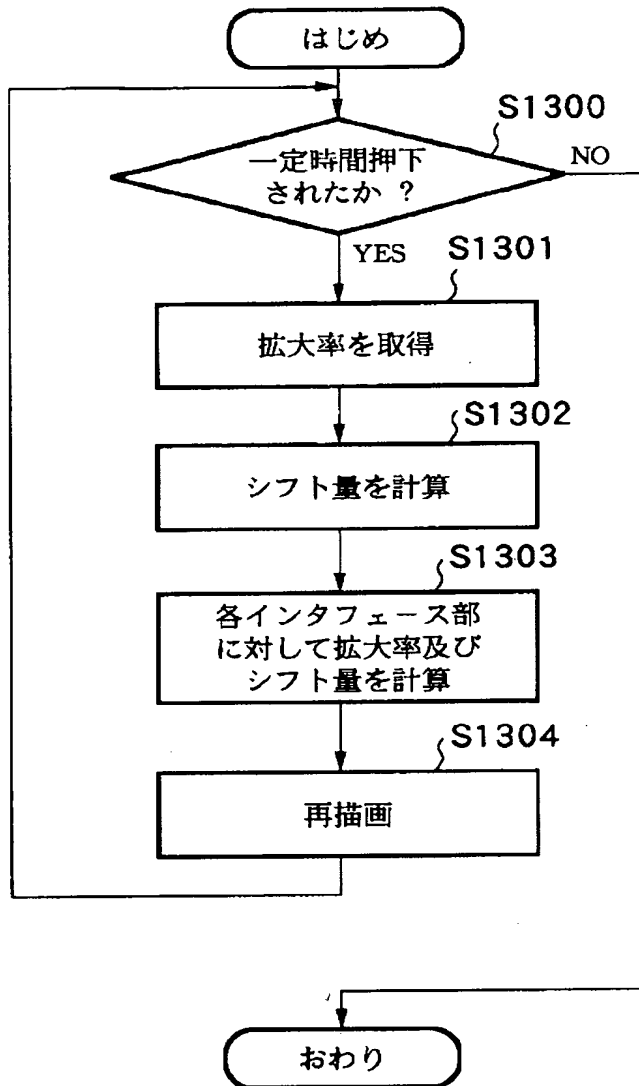 はじめ
S1300
一定時間押下
されたか ?
NO
YES
S1301
拡大率を取得
S1302
シフト量を計算
S1303
各インタフェース部
に対して拡大率及び
シフト量を計算
S1304
再描画
おわり